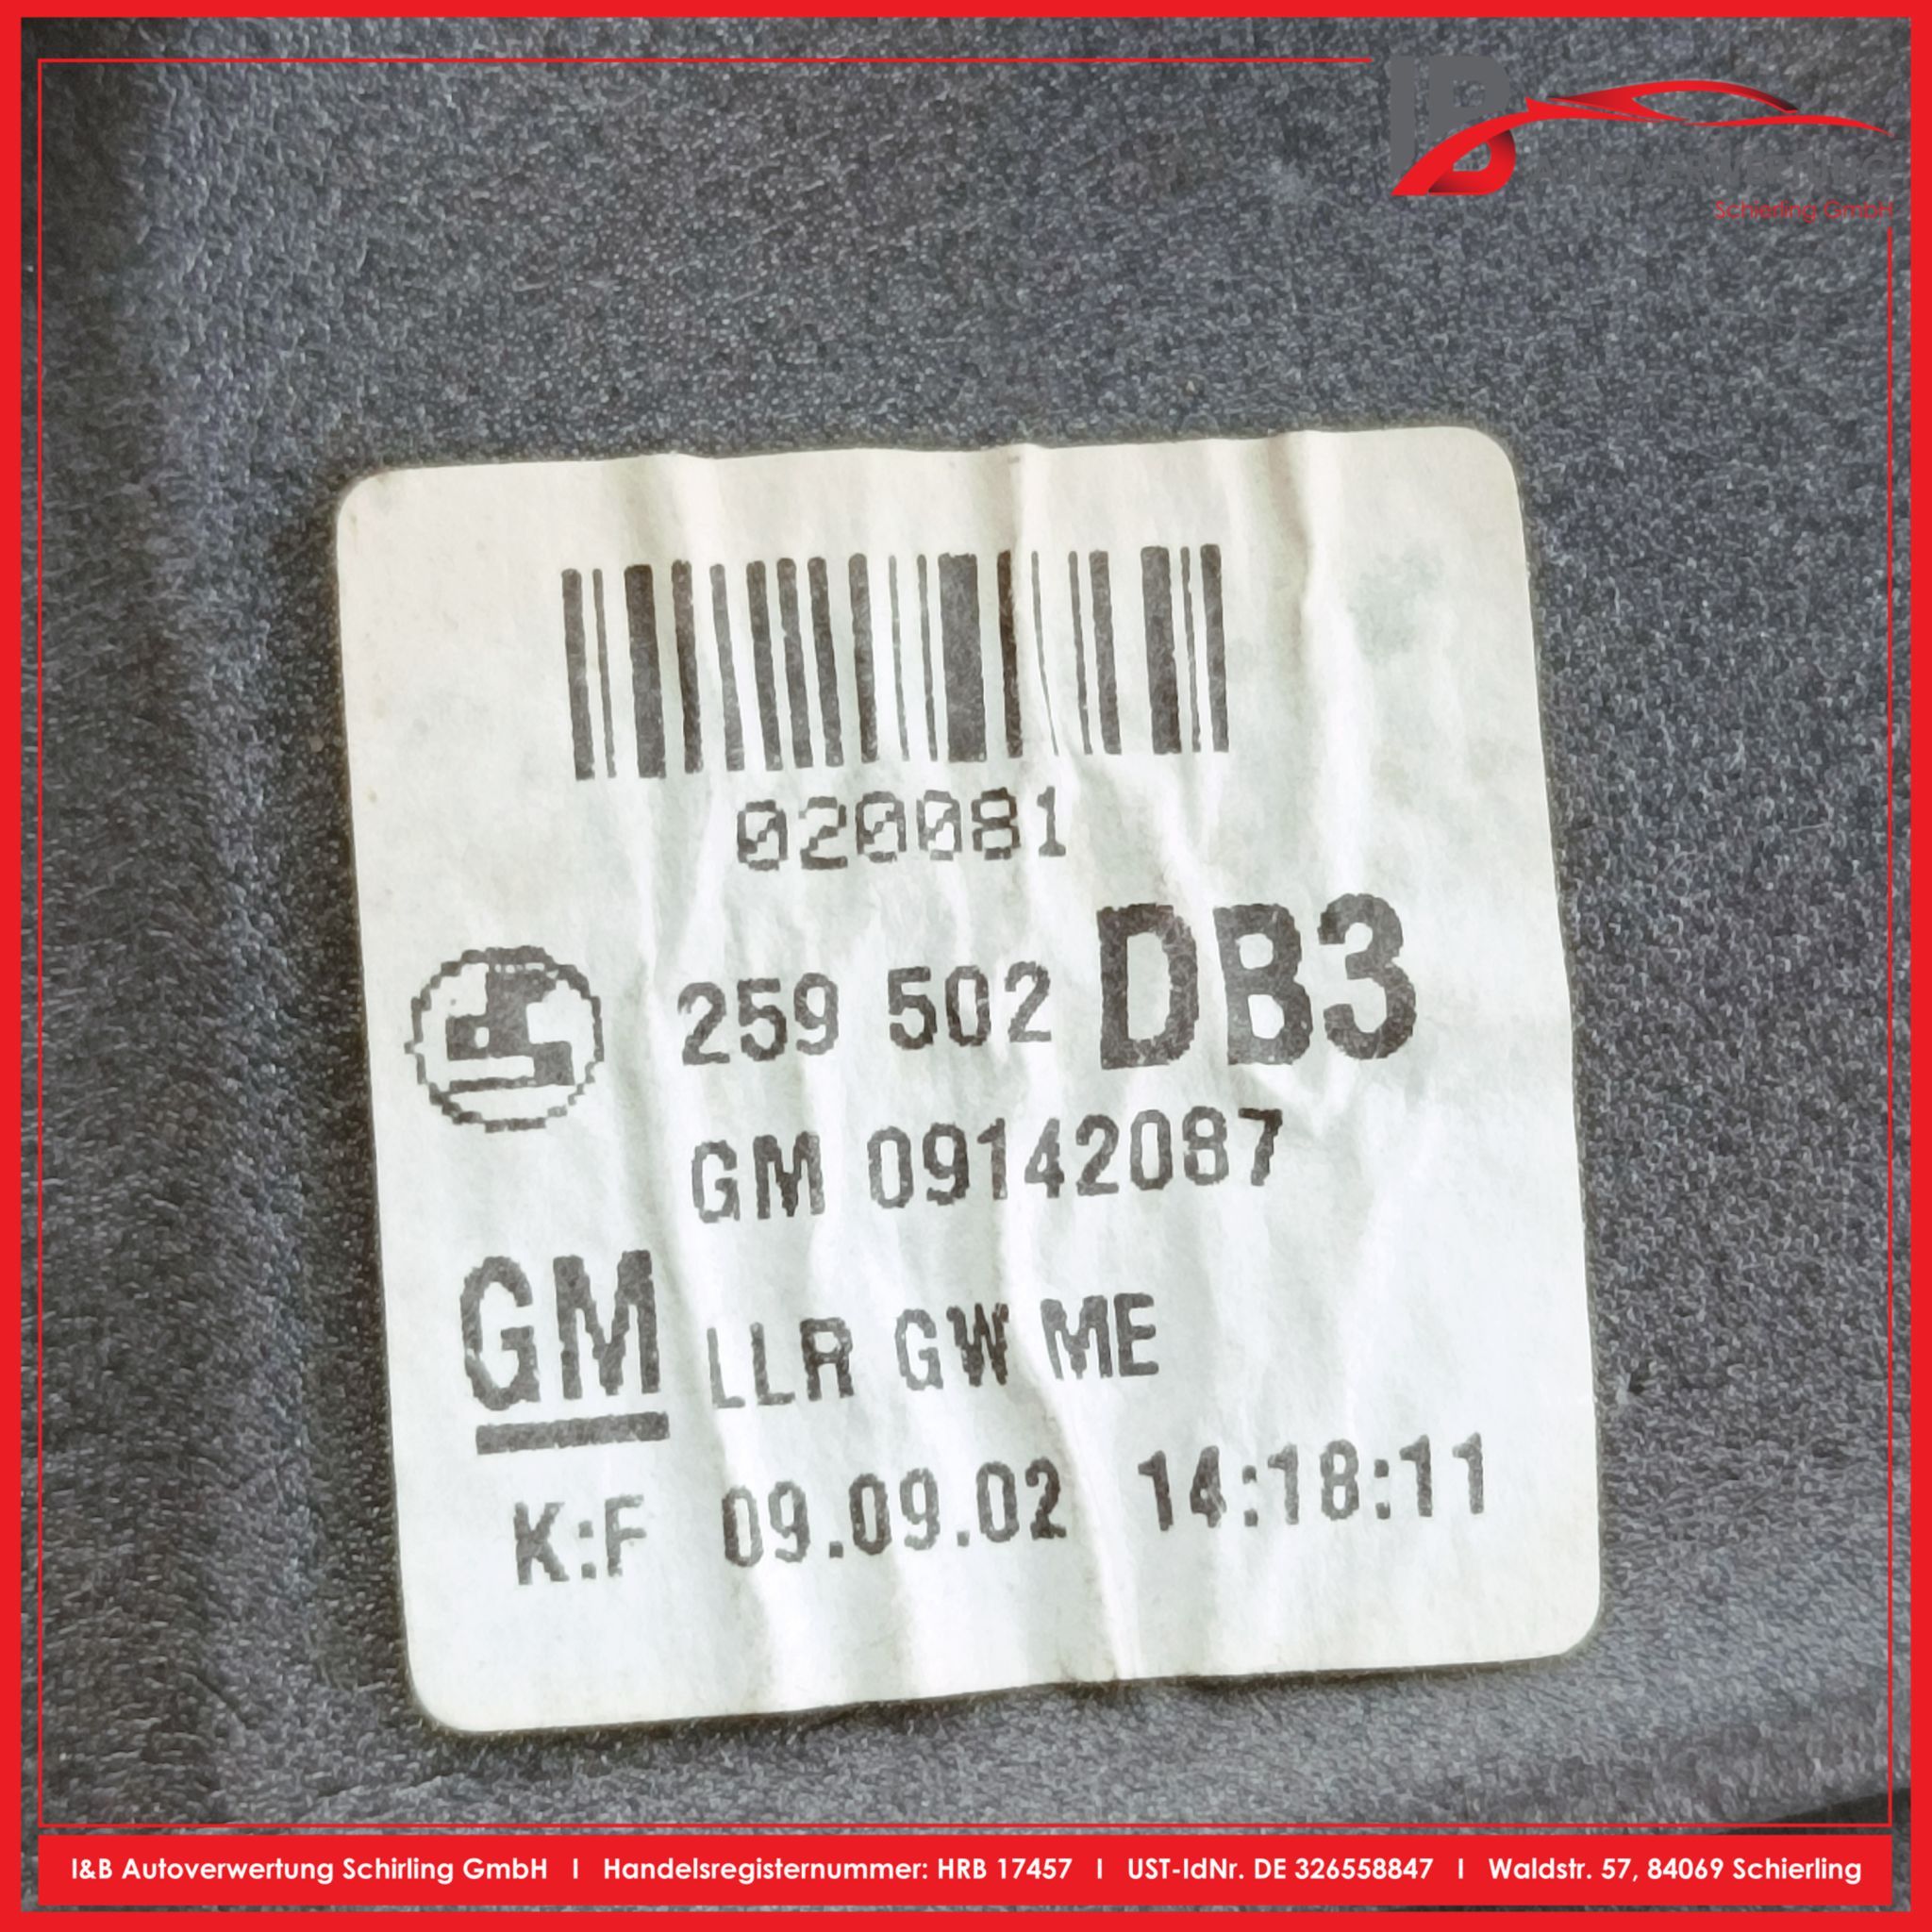 IB
Schierling GmbH
020081
259 502 DB3
GM 09142087
GM LLR GW ME
K:F 09.09.02 14:18:11
I&B Autoverwertung Schirling GmbH I Handelsregisternummer: HRB 17457 I UST-IdNr. DE 326558847 I Waldstr. 57, 84069 Schierling